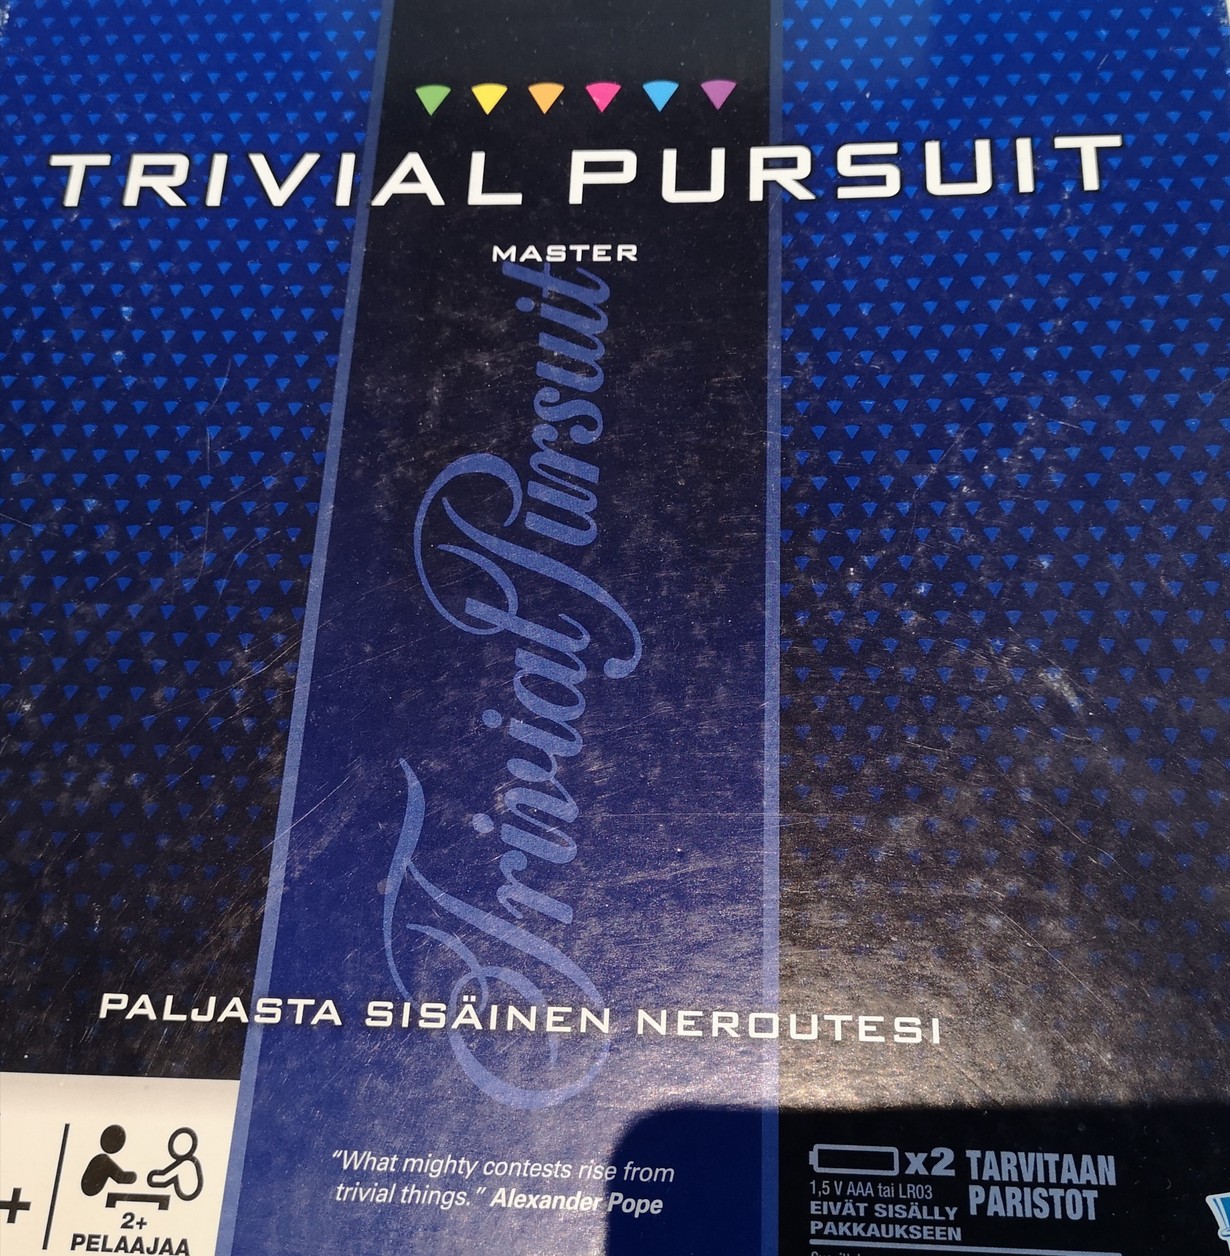 TRIVIAL PURSUIT
MASTER
Trivial Pursuit
PALJASTA SISÄINEN NEROUTESI
+
2+
PELAAJAA
“What mighty contests rise from
trivial things.” Alexander Pope
x2 TARVITAAN
PARISTOT
1,5 V AAA tai LR03
EIVÄT SISÄLLY
PAKKAUKSEEN